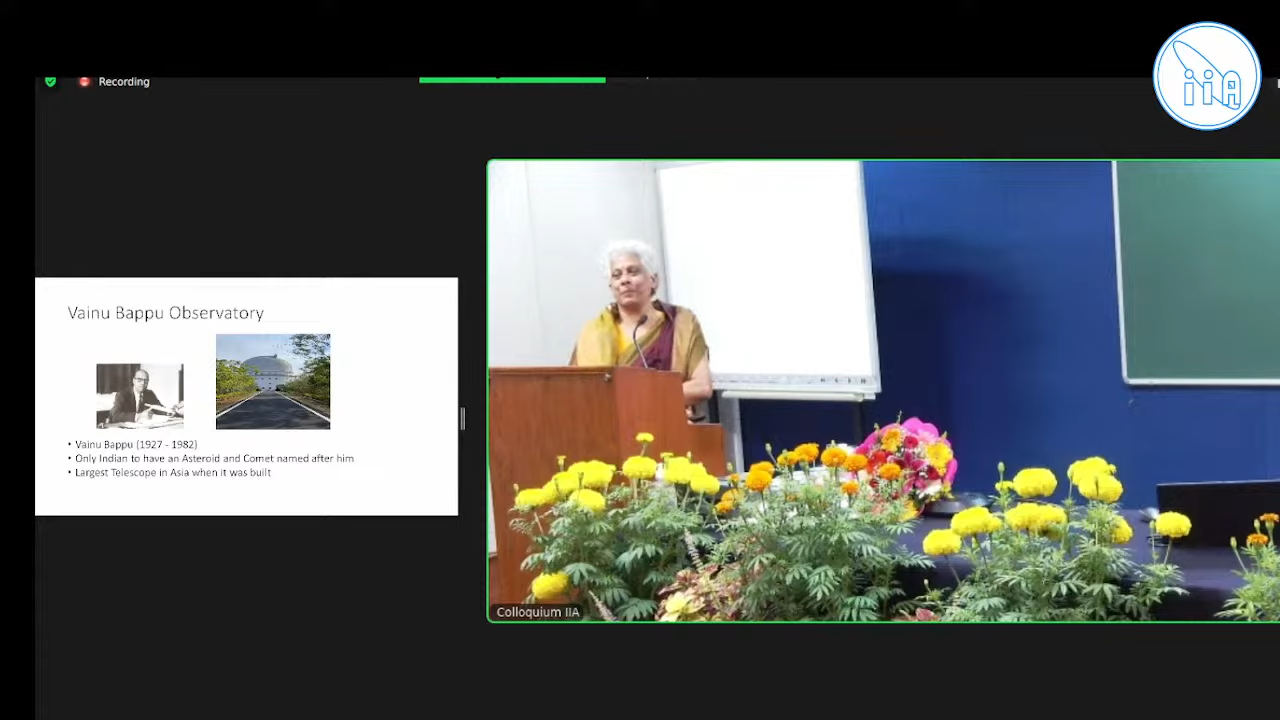 iiA
Recording
Vainu Bappu Observatory
• Vainu Bappu (1927 - 1982)
• Only Indian to have an Asteroid and Comet named after him
• Largest Telescope in Asia when it was built
Colloquium IIA